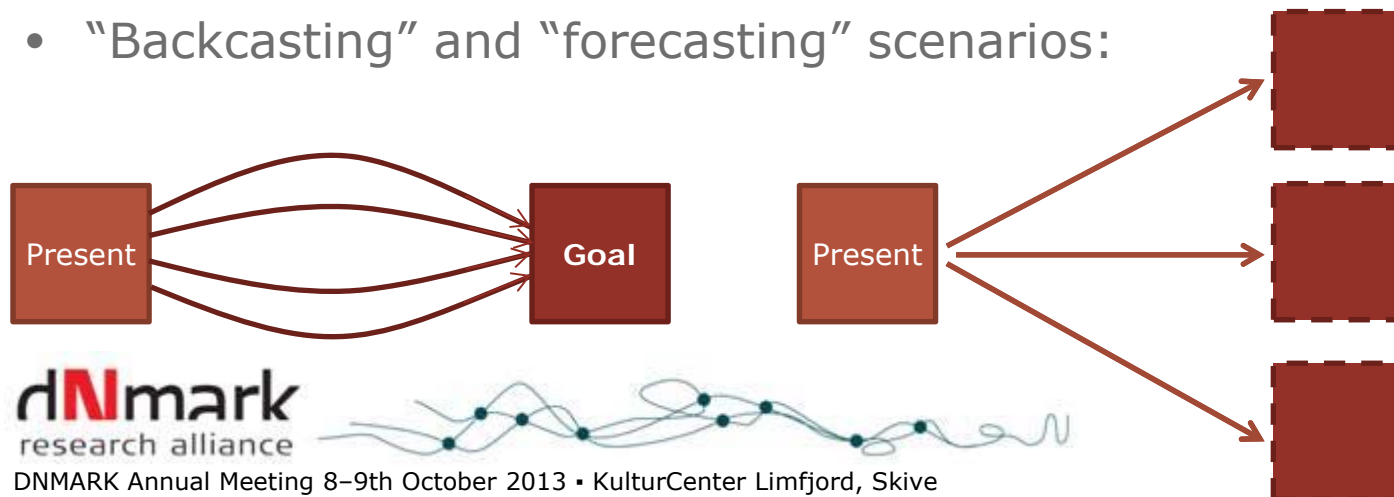 • “Backcasting” and “forecasting” scenarios:
Present
Goal
Present
dNmark
research alliance
DNMARK Annual Meeting 8–9th October 2013 ▪ KulturCenter Limfjord, Skive